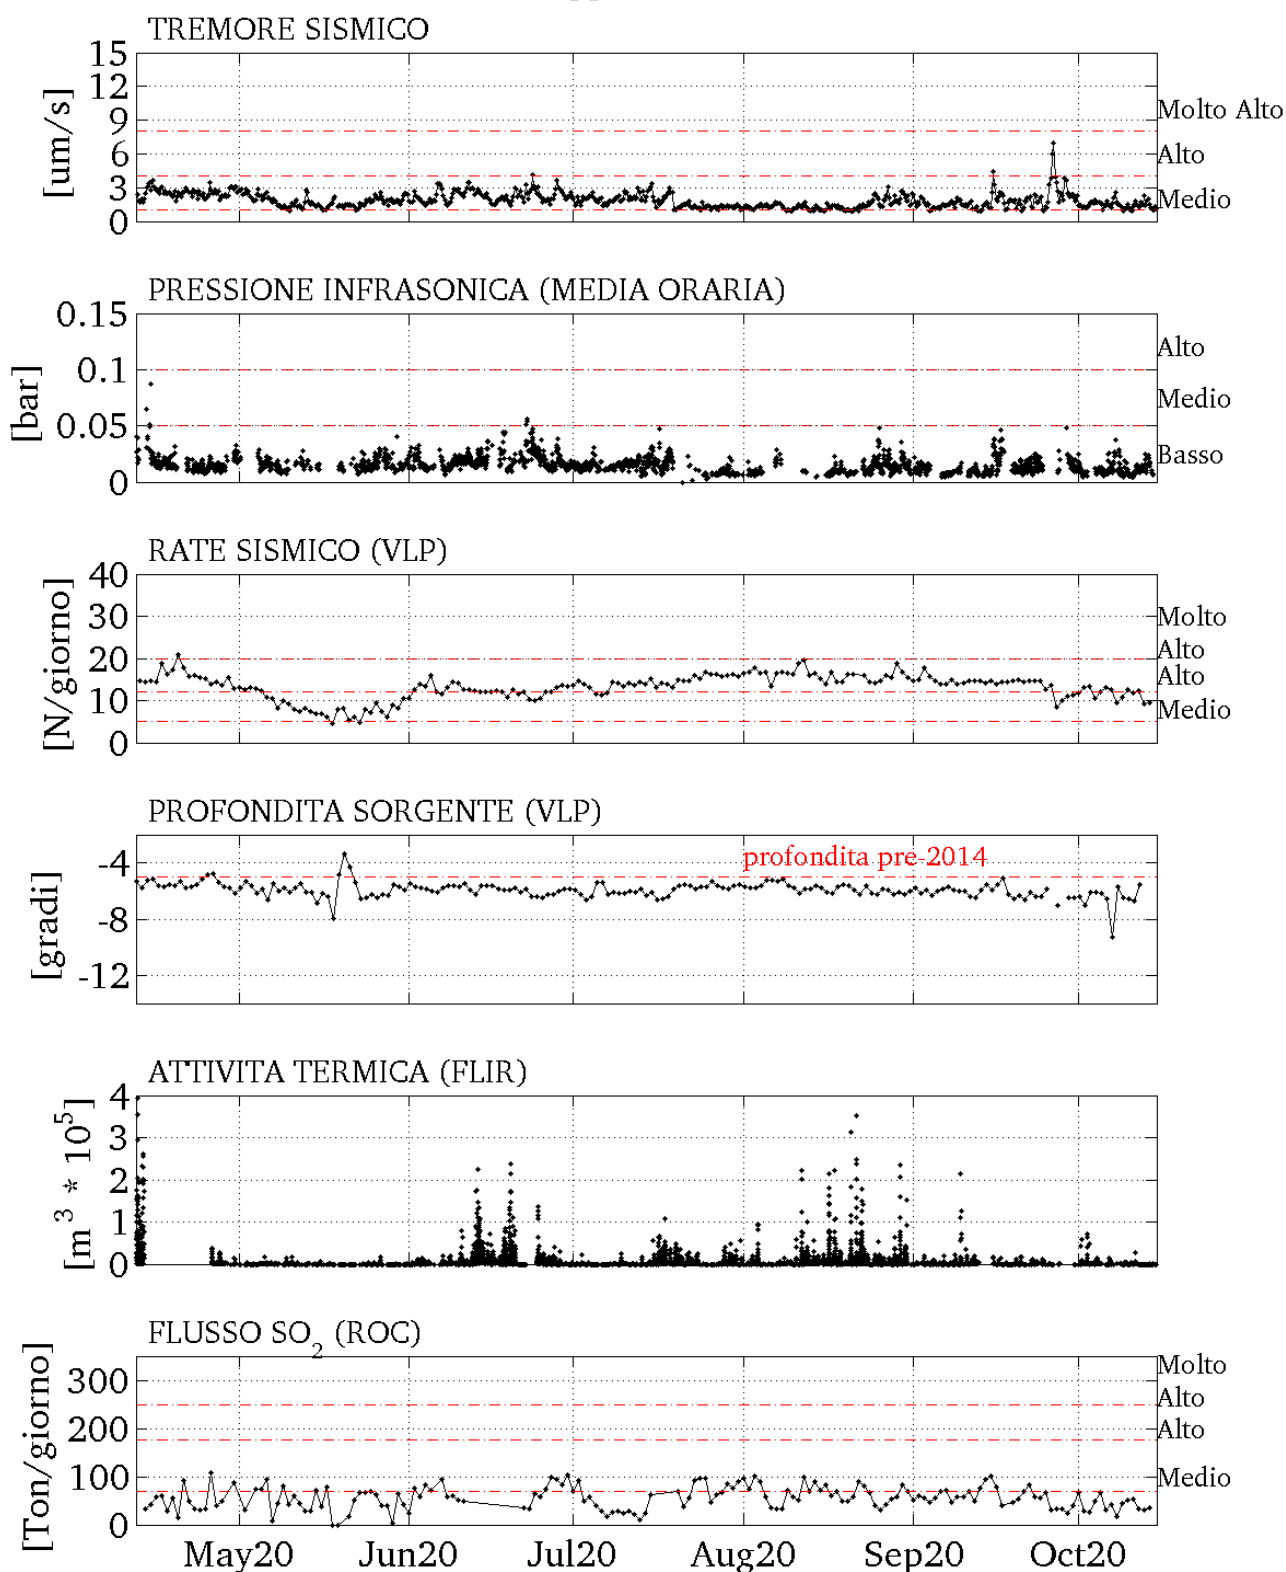 TREMORE SISMICO
[um/s]
15
12
9
6
3
0
Molto Alto
Alto
Medio
PRESSIONE INFRASONICA (MEDIA ORARIA)
[bar]
0.15
0.1
0.05
0
Alto
Medio
Basso
RATE SISMICO (VLP)
[N/giorno]
40
30
20
10
0
Molto
Alto
Alto
Medio
PROFONDITA SORGENTE (VLP)
[gradi]
-4
-8
-12
profondita pre-2014
ATTIVITA TERMICA (FLIR)
[m³ * 10⁵]
4
3
2
1
0
FLUSSO SO₂ (ROC)
[Ton/giorno]
300
200
100
0
Molto
Alto
Alto
Medio
May20 Jun20 Jul20 Aug20 Sep20 Oct20